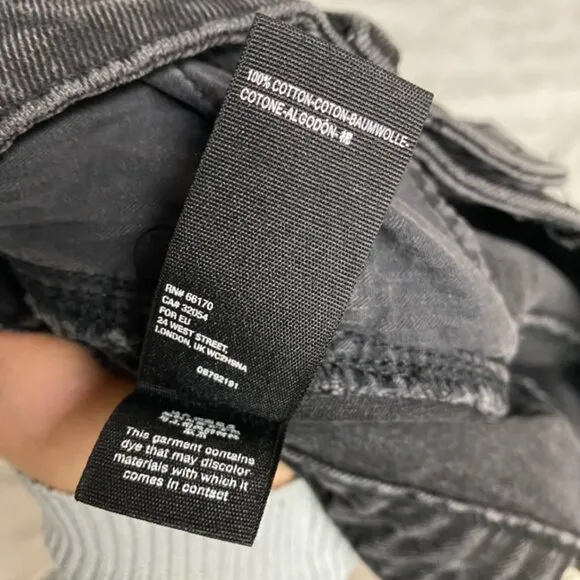 100% COTTON-COTON-BAUMWOLLE-
COTONE-ALGODÓN-棉
RN# 66170
CA# 32054
FOR EU
24 WEST STREET,
LONDON, UK WC2H9NA
OB792191
This garment contains
dye that may discolor
materials with which it
comes in contact